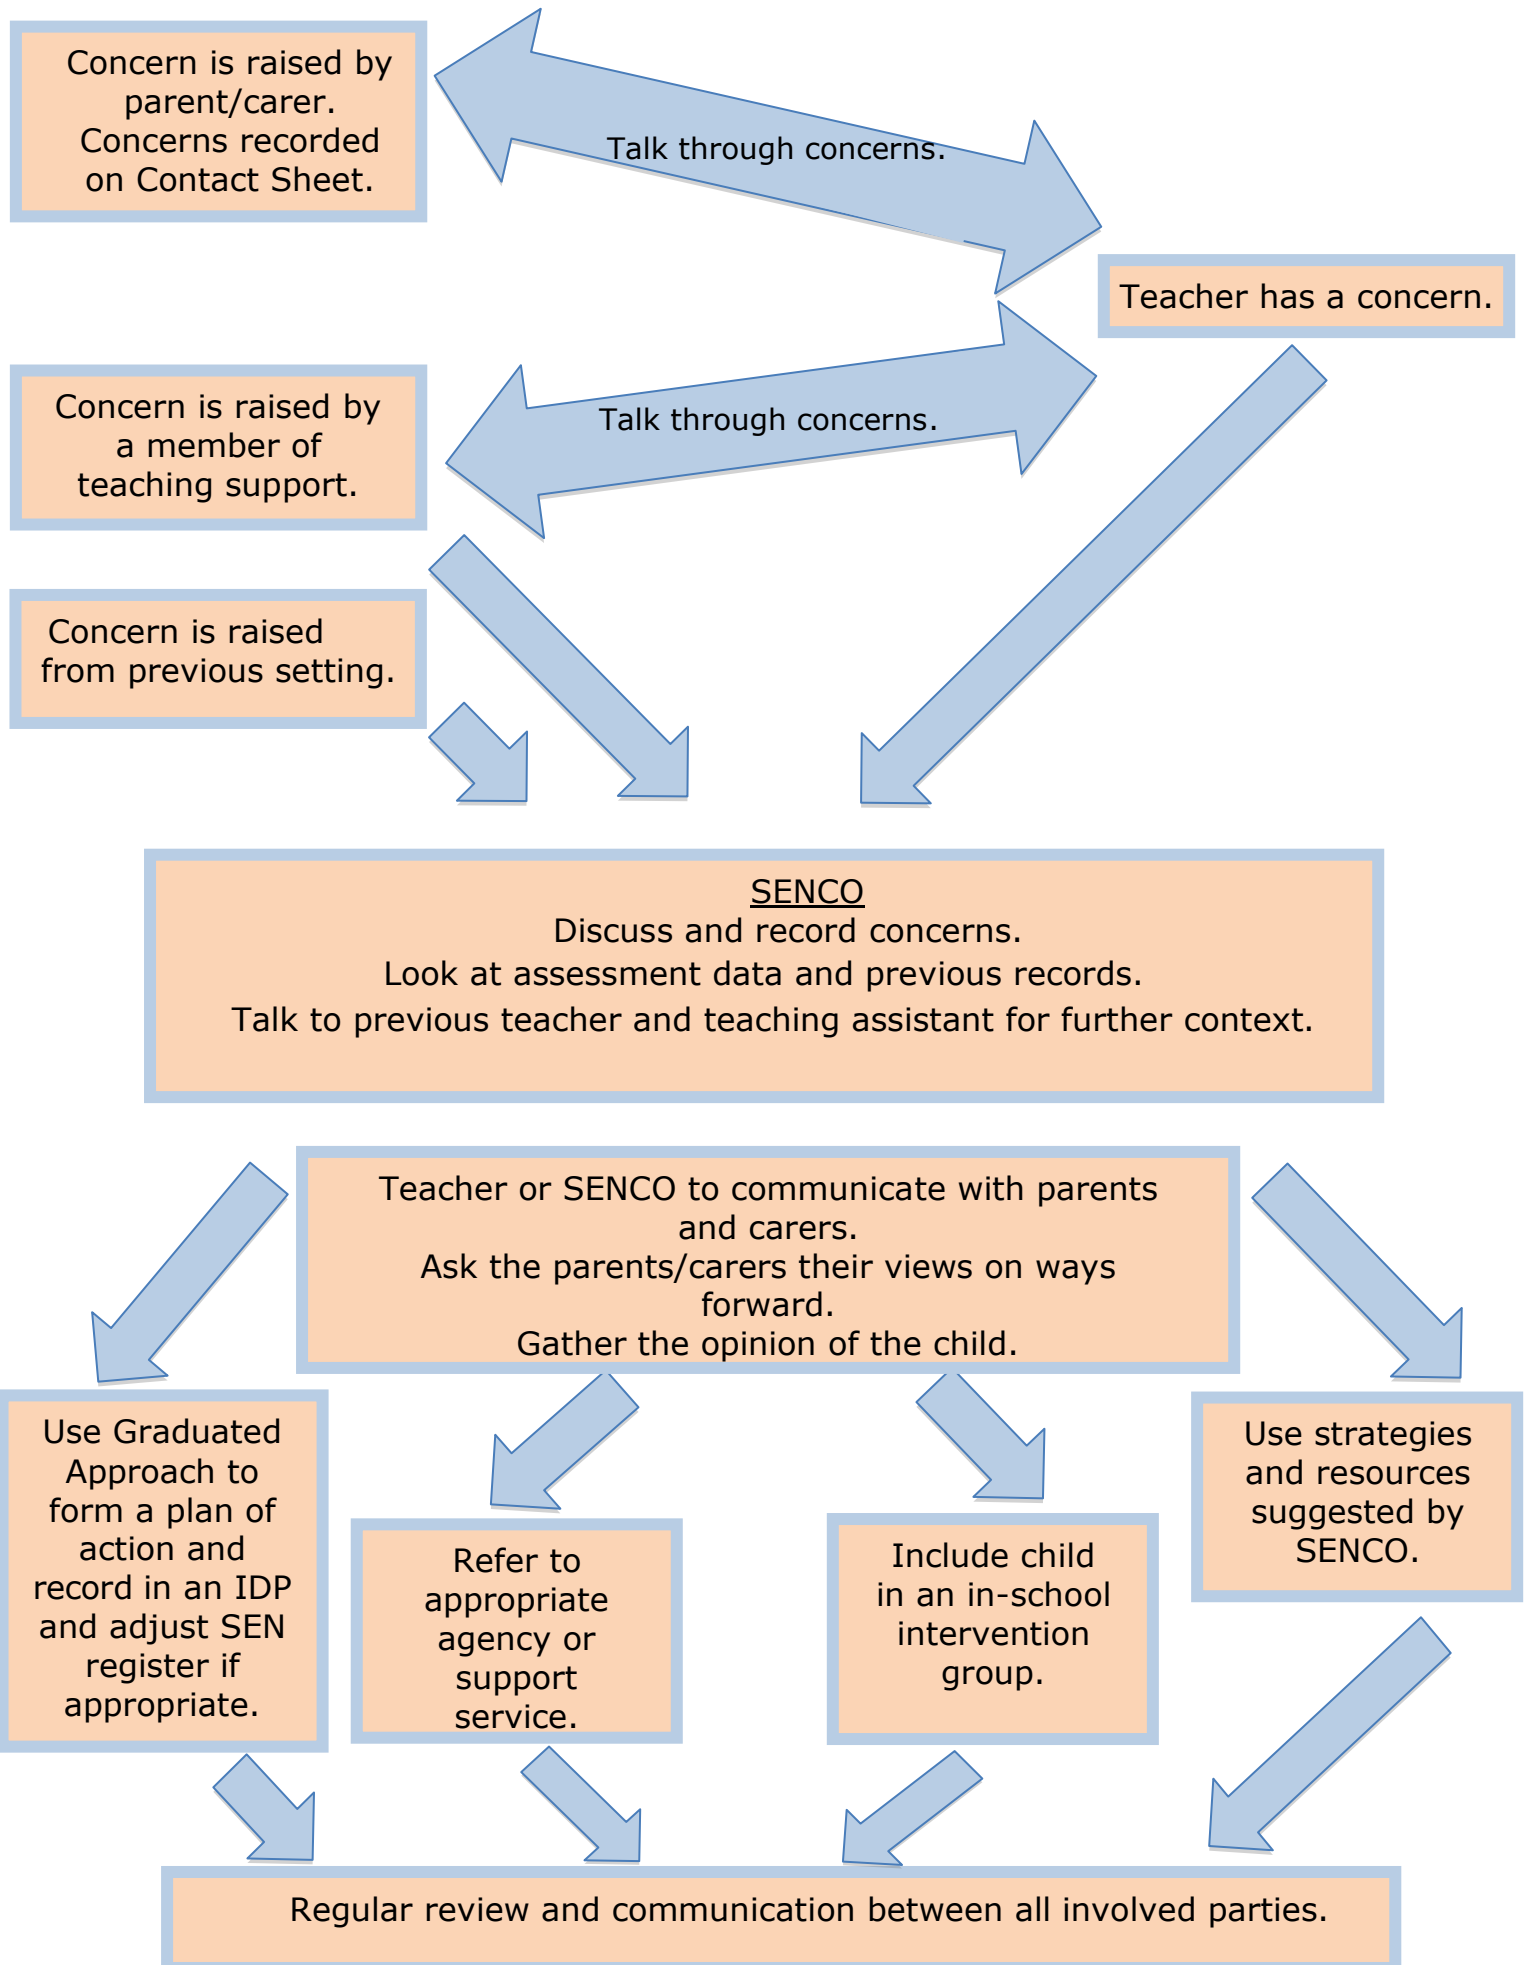 Concern is raised by
parent/carer.
Concerns recorded
on Contact Sheet.
Talk through concerns.
Teacher has a concern.
Concern is raised by
a member of
teaching support.
Talk through concerns.
Concern is raised
from previous setting.
SENCO
Discuss and record concerns.
Look at assessment data and previous records.
Talk to previous teacher and teaching assistant for further context.
Teacher or SENCO to communicate with parents
and carers.
Ask the parents/carers their views on ways
forward.
Gather the opinion of the child.
Use Graduated
Approach to
form a plan of
action and
record in an IDP
and adjust SEN
register if
appropriate.
Refer to
appropriate
agency or
support
service.
Include child
in an in-school
intervention
group.
Use strategies
and resources
suggested by
SENCO.
Regular review and communication between all involved parties.